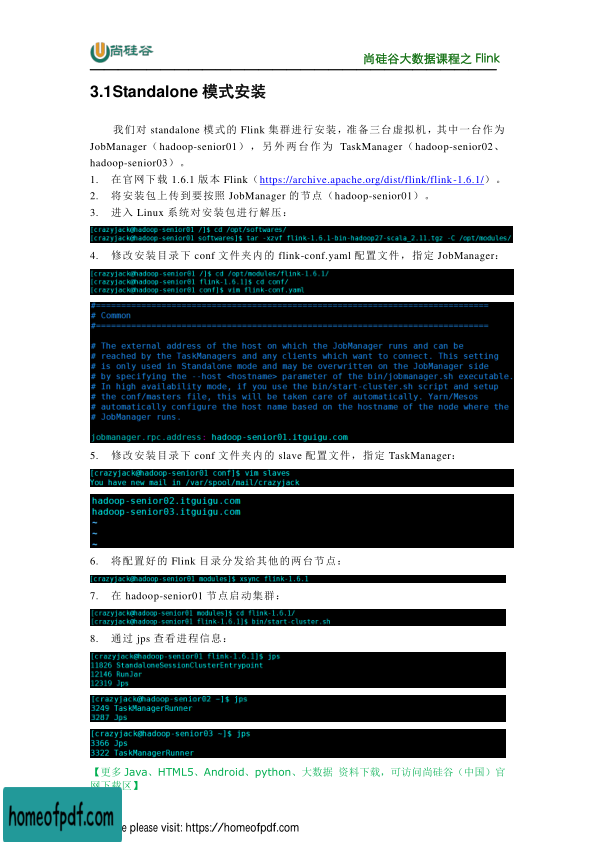 尚硅谷
尚硅谷大数据课程之 Flink
3.1Standalone 模式安装
我们对 standalone 模式的 Flink 集群进行安装，准备三台虚拟机，其中一台作为
JobManager（hadoop-senior01），另外两台作为 TaskManager（hadoop-senior02、
hadoop-senior03）。
1. 在官网下载 1.6.1 版本 Flink（https://archive.apache.org/dist/flink/flink-1.6.1/）。
2. 将安装包上传到要按照 JobManager 的节点（hadoop-senior01）。
3. 进入 Linux 系统对安装包进行解压：
[crazyjack@hadoop-senior01 /]$ cd /opt/softwares/
[crazyjack@hadoop-senior01 softwares]$ tar -xzvf flink-1.6.1-bin-hadoop27-scala_2.11.tgz -C /opt/modules/
4. 修改安装目录下 conf 文件夹内的 flink-conf.yaml 配置文件，指定 JobManager：
[crazyjack@hadoop-senior01 /]$ cd /opt/modules/flink-1.6.1/
[crazyjack@hadoop-senior01 flink-1.6.1]$ cd conf/
[crazyjack@hadoop-senior01 conf]$ vim flink-conf.yaml
#==============================================================================
# Common
#==============================================================================
# The external address of the host on which the JobManager runs and can be
# reached by the TaskManagers and any clients which want to connect. This setting
# is only used in Standalone mode and may be overwritten on the JobManager side
# by specifying the --host <hostname> parameter of the bin/jobmanager.sh executable.
# In high availability mode, if you use the bin/start-cluster.sh script and setup
# the conf/masters file, this will be taken care of automatically. Yarn/Mesos
# automatically configure the host name based on the hostname of the node where the
# JobManager runs.
jobmanager.rpc.address: hadoop-senior01.itguigu.com
5. 修改安装目录下 conf 文件夹内的 slave 配置文件，指定 TaskManager：
[crazyjack@hadoop-senior01 conf]$ vim slaves
You have new mail in /var/spool/mail/crazyjack
hadoop-senior02.itguigu.com
hadoop-senior03.itguigu.com
~
~
~
6. 将配置好的 Flink 目录分发给其他的两台节点：
[crazyjack@hadoop-senior01 modules]$ xsync flink-1.6.1
7. 在 hadoop-senior01 节点启动集群：
[crazyjack@hadoop-senior01 modules]$ cd flink-1.6.1/
[crazyjack@hadoop-senior01 flink-1.6.1]$ bin/start-cluster.sh
8. 通过 jps 查看进程信息：
[crazyjack@hadoop-senior01 flink-1.6.1]$ jps
11826 StandaloneSessionClusterEntrypoint
12146 RunJar
12319 Jps
[crazyjack@hadoop-senior02 ~]$ jps
3249 TaskManagerRunner
3287 Jps
[crazyjack@hadoop-senior03 ~]$ jps
3366 Jps
3322 TaskManagerRunner
【更多 Java、HTML5、Android、python、大数据 资料下载，可访问尚硅谷（中国）官
网下载区】
homeofpdf.com
e please visit: https://homeofpdf.com